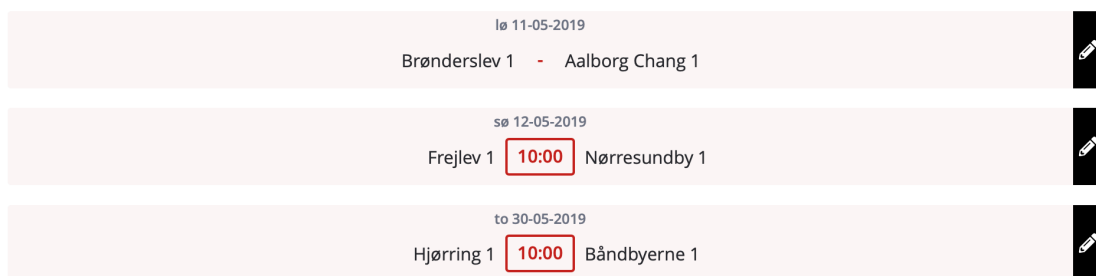 lø 11-05-2019
Brønderslev 1 - Aalborg Chang 1
sø 12-05-2019
Frejlev 1 10:00 Nørresundby 1
to 30-05-2019
Hjørring 1 10:00 Båndbyerne 1